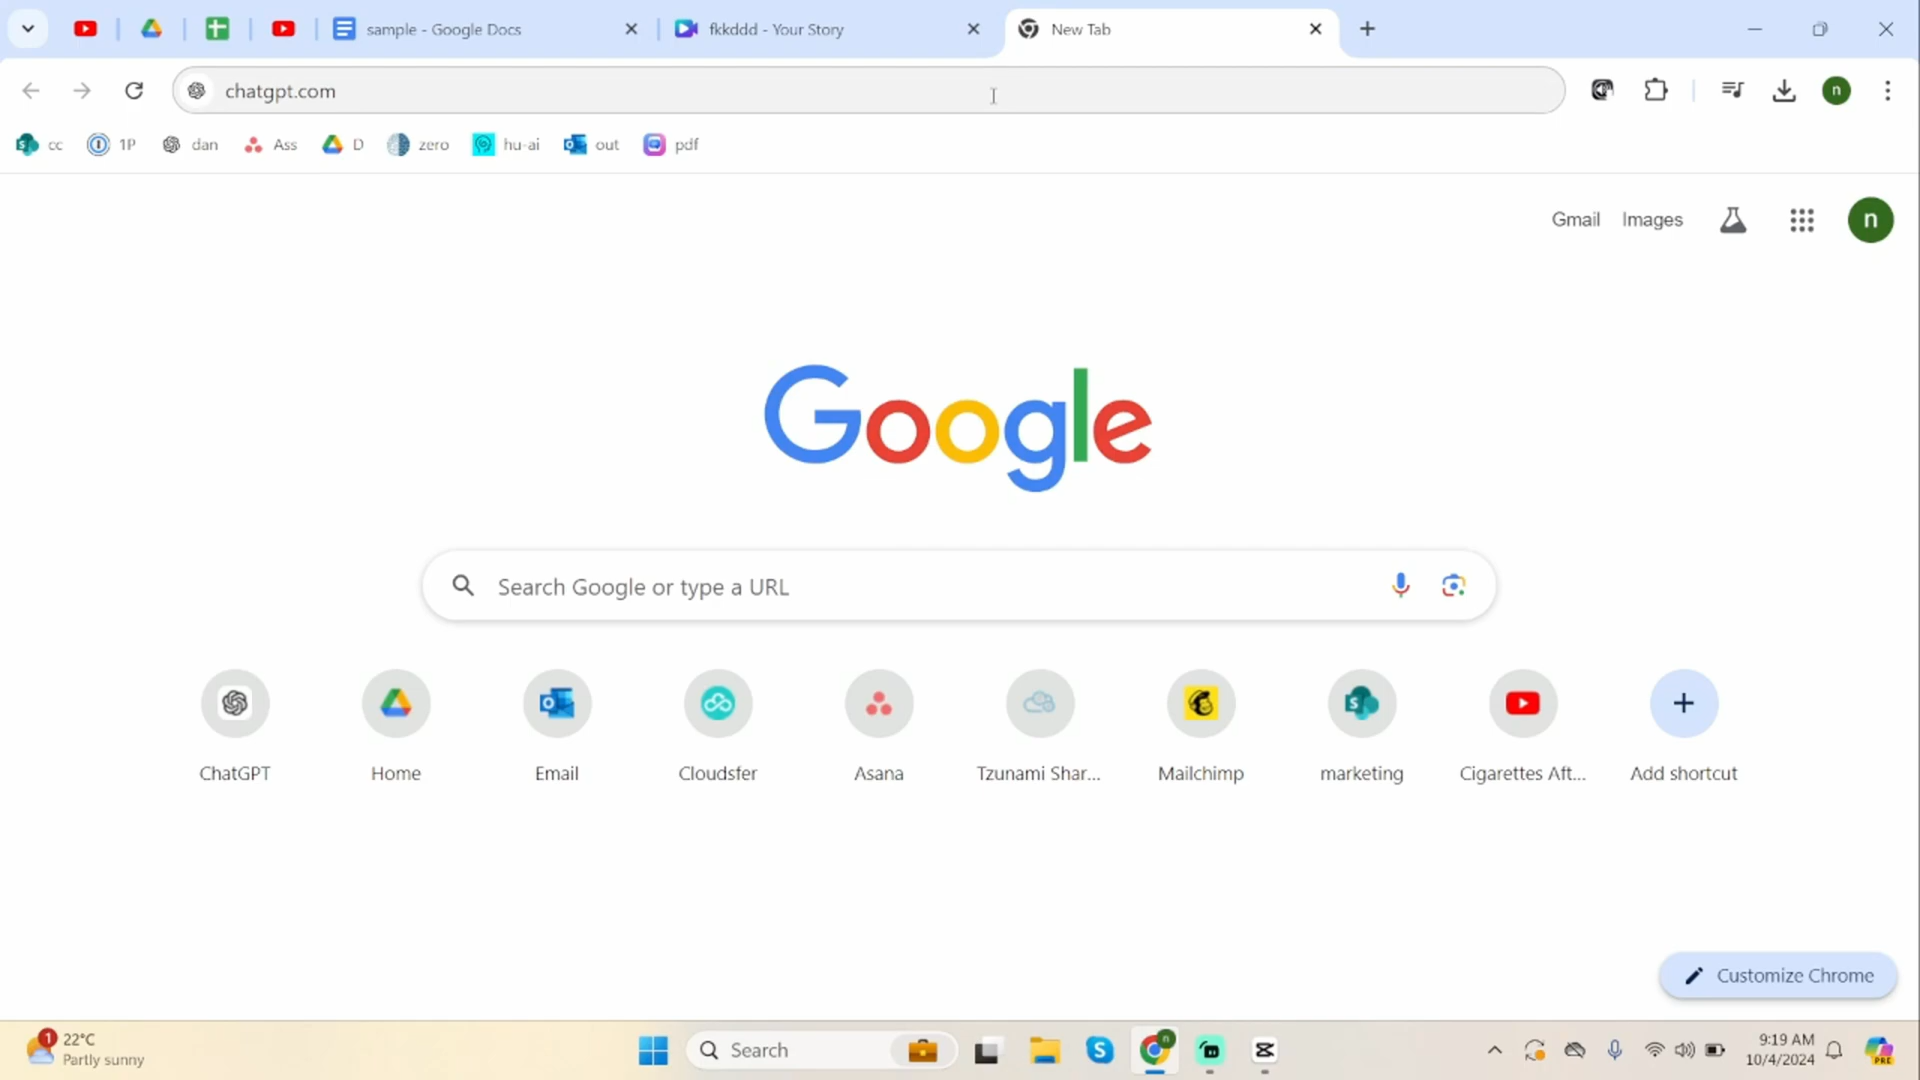 sample - Google Docs
fkkddd - Your Story
New Tab
chatgpt.com
n
cc
1P
dan
Ass
D
zero
hu-ai
out
pdf
Gmail
Images
n
Google
Search Google or type a URL
ChatGPT
Home
Email
Cloudsfer
Asana
Tzunami Shar...
Mailchimp
marketing
Cigarettes Aft...
Add shortcut
Customize Chrome
1
22°C
Partly sunny
Search
n
9:19 AM
10/4/2024
PRE